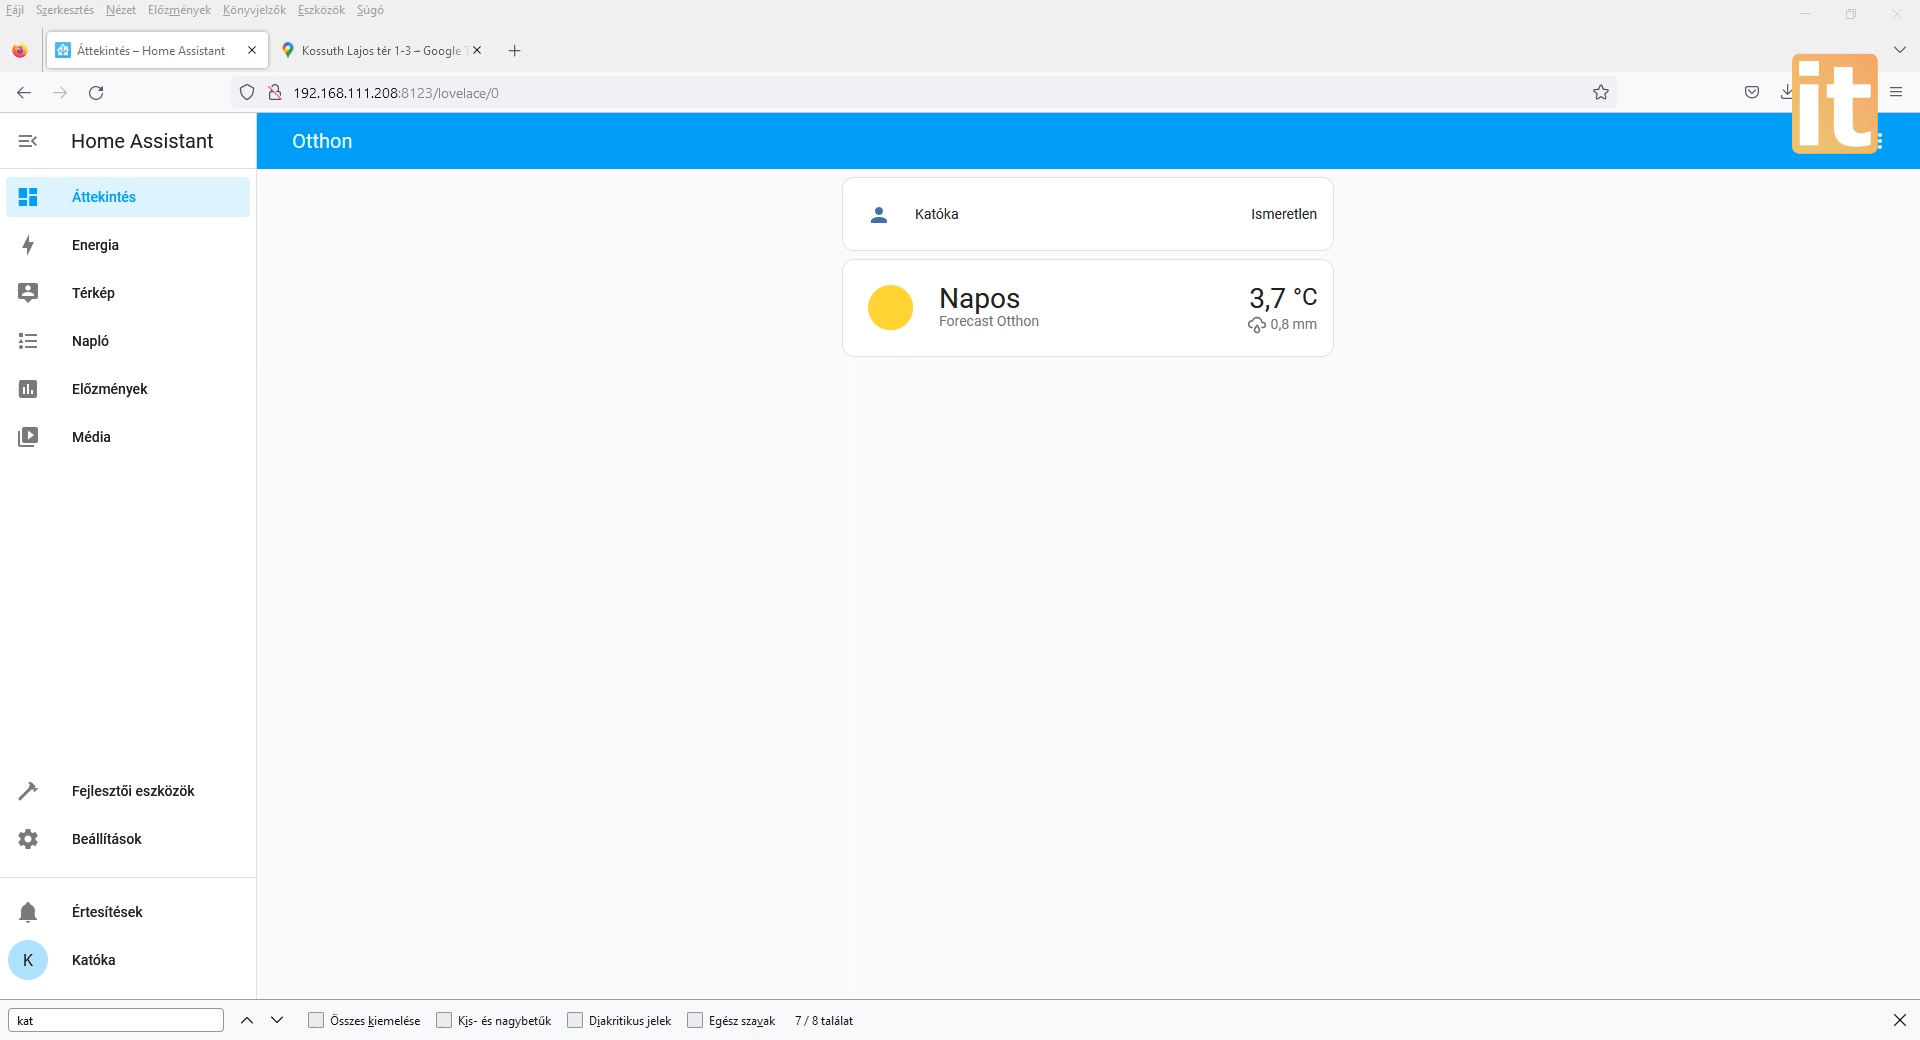 Fájl Szerkesztés Nézet Előzmények Könyvjelzők Eszközök Súgó
Áttekintés – Home Assistant
Kossuth Lajos tér 1-3 – Google
192.168.111.208:8123/lovelace/0
it
Home Assistant
Otthon
Áttekintés
Energia
Térkép
Napló
Előzmények
Média
Katóka
Ismeretlen
Napos
Forecast Otthon
3,7 °C
0,8 mm
Fejlesztői eszközök
Beállítások
Értesítések
K
Katóka
kat
Összes kiemelése
Kis- és nagybetűk
Diakritikus jelek
Egész szavak
7 / 8 találat